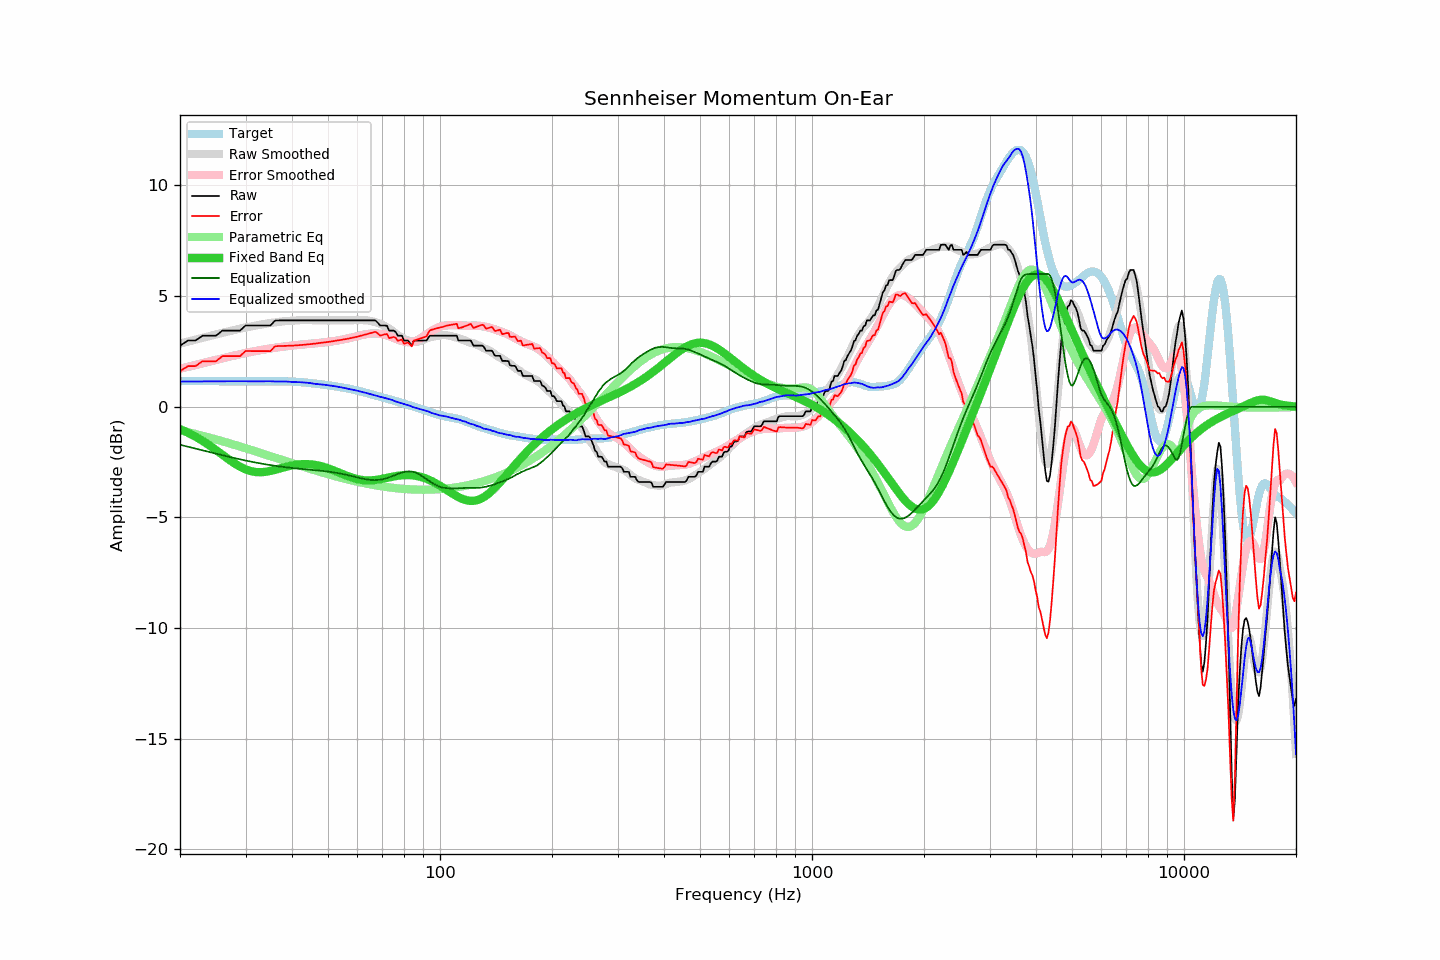 Sennheiser Momentum On-Ear
Target
Raw Smoothed
Error Smoothed
Raw
Error
Parametric Eq
Fixed Band Eq
Equalization
Equalized smoothed
10
5
0
−5
−10
−15
−20
Amplitude (dBr)
100
1000
10000
Frequency (Hz)